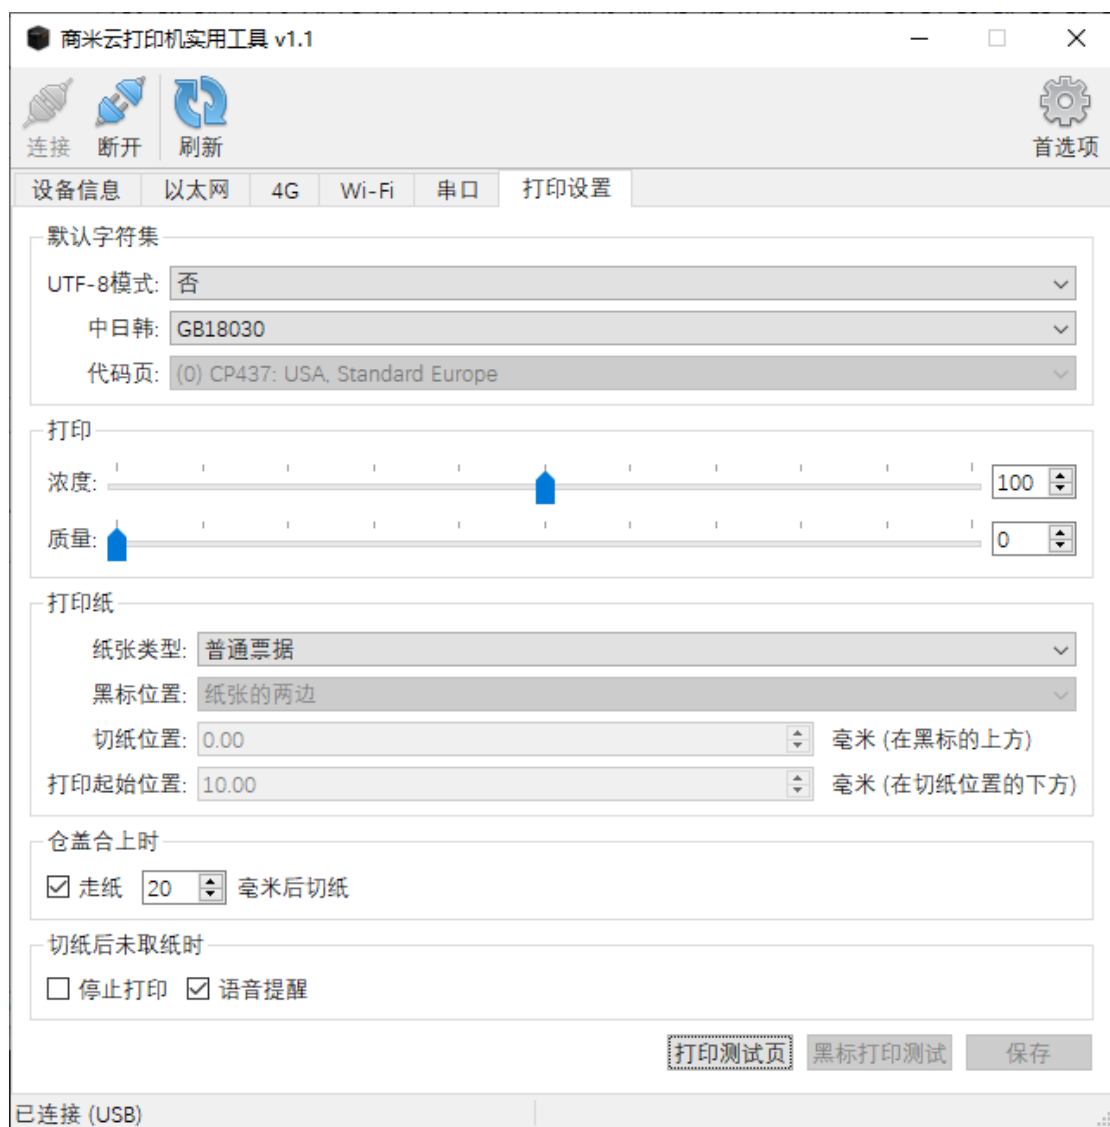 商米云打印机实用工具 v1.1
连接 断开 刷新 首选项
设备信息 以太网 4G Wi-Fi 串口 打印设置
默认字符集
UTF-8模式: 否
中日韩: GB18030
代码页: (0) CP437: USA, Standard Europe
打印
浓度: 100
质量: 0
打印纸
纸张类型: 普通票据
黑标位置: 纸张的两边
切纸位置: 0.00 毫米 (在黑标的上方)
打印起始位置: 10.00 毫米 (在切纸位置的下方)
仓盖合上时
走纸 20 毫米后切纸
切纸后未取纸时
停止打印 语音提醒
打印测试页 黑标打印测试 保存
已连接 (USB)